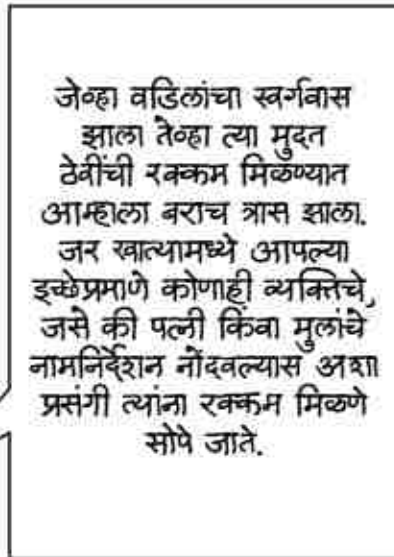 जेव्हा वडिलांचा स्वर्गवास
झाला तेव्हा त्या मुदत
ठेवींची रक्कम मिळण्यात
आम्हाला बराच त्रास झाला.
जर खात्यामध्ये आपल्या
इच्छेप्रमाणे कोणाही व्यक्तिचे,
जसे की पत्नी किंवा मुलांचे
नामनिर्देशन नोंदवल्यास अशा
प्रसंगी त्यांना रक्कम मिळणे
सोपे जाते.